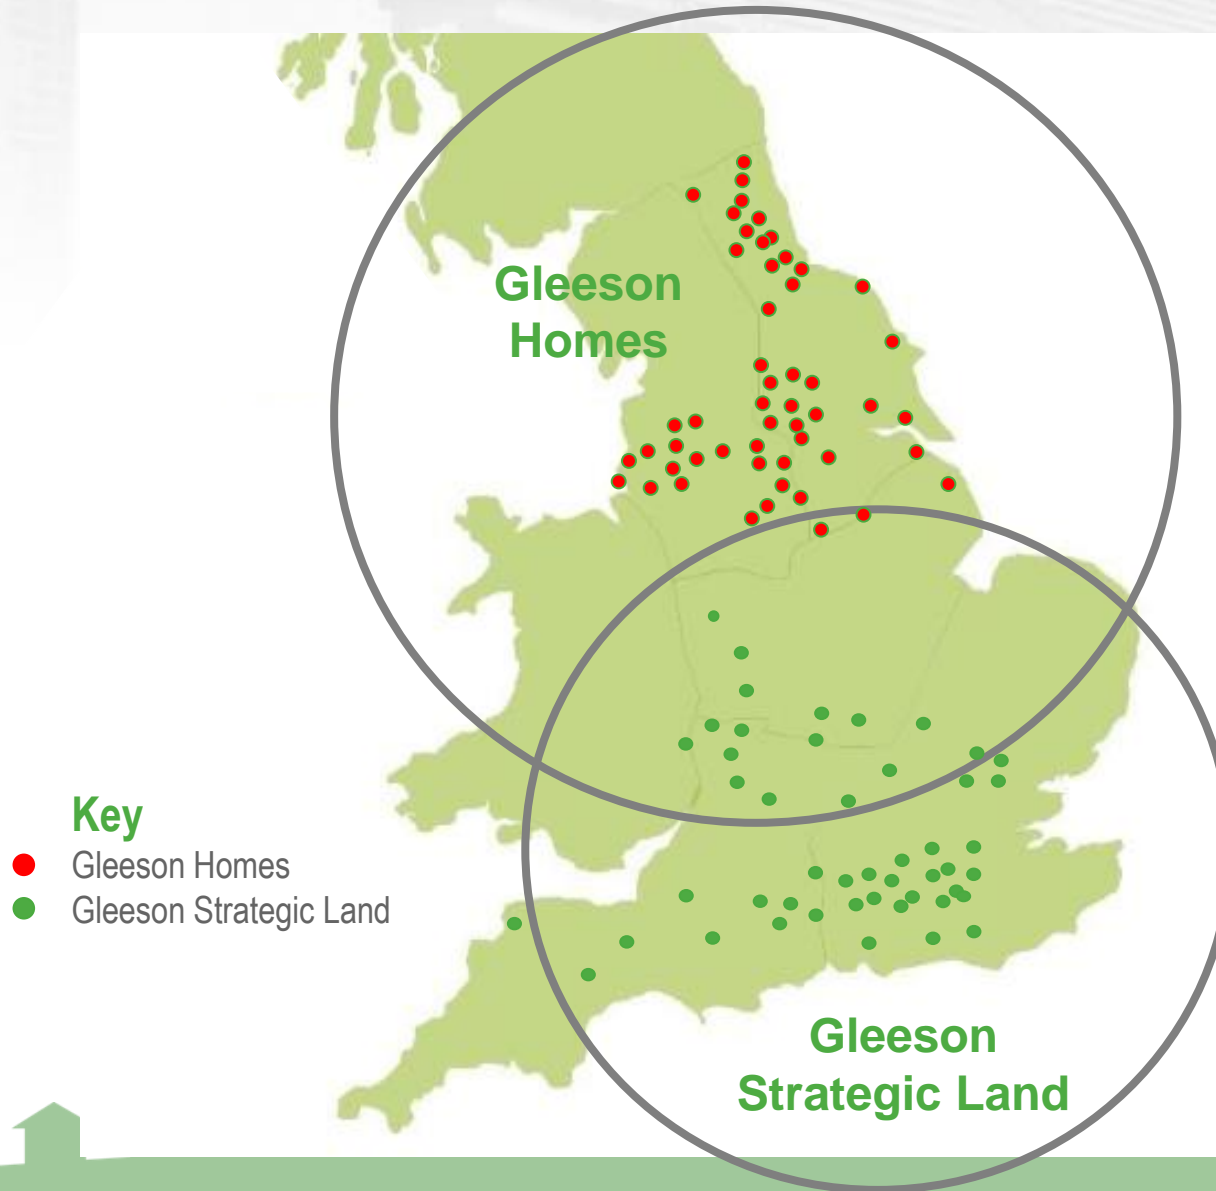 Gleeson
Homes
Key
Gleeson Homes
Gleeson Strategic Land
Gleeson
Strategic Land